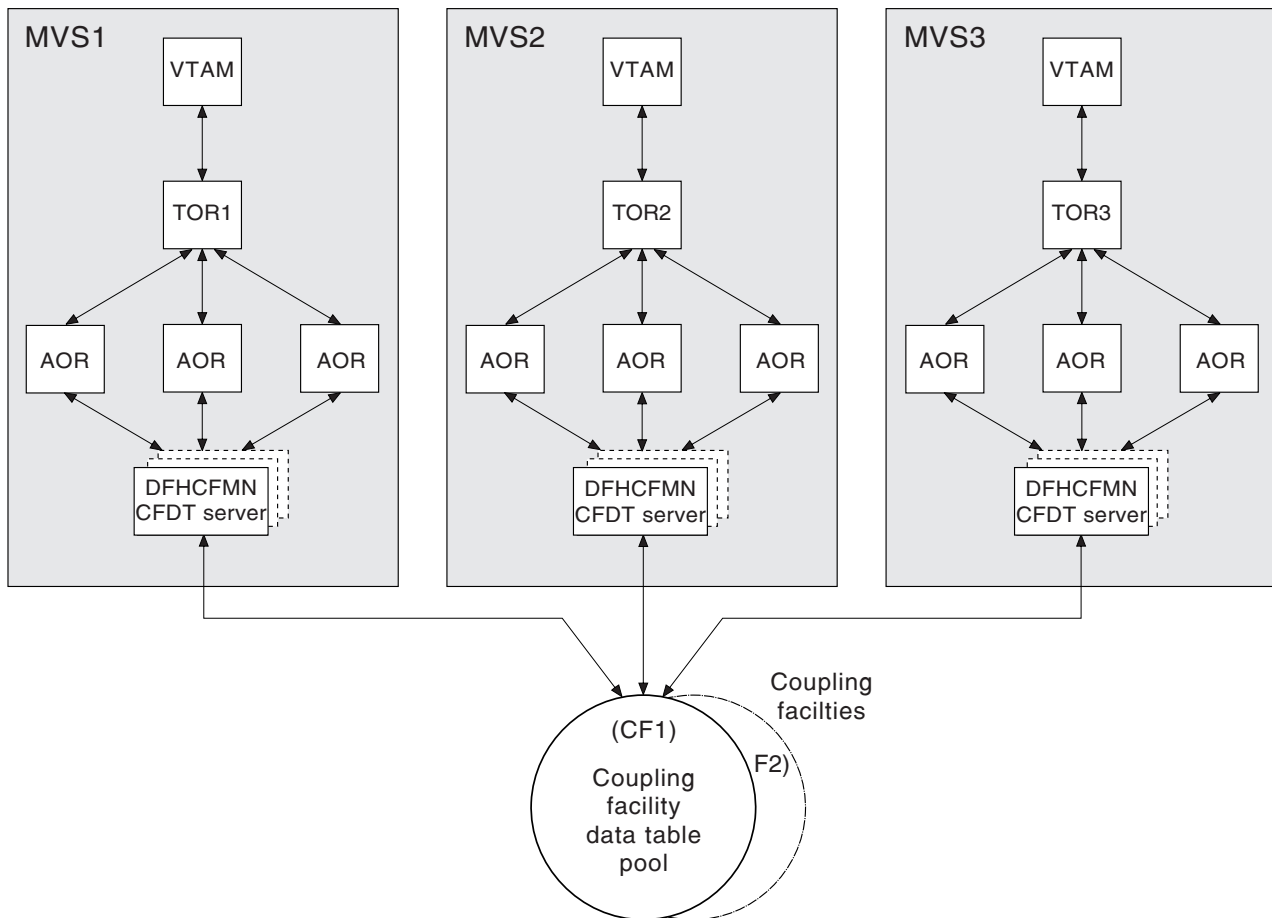 MVS1
VTAM
TOR1
AOR
AOR
AOR
DFHCFMN
CFDT server
MVS2
VTAM
TOR2
AOR
AOR
AOR
DFHCFMN
CFDT server
MVS3
VTAM
TOR3
AOR
AOR
AOR
DFHCFMN
CFDT server
Coupling
facilties
(CF1)
F2)
Coupling
facility
data table
pool